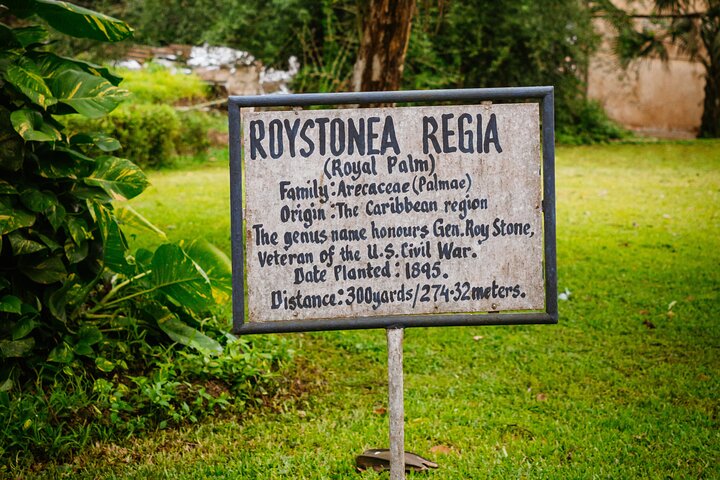 ROYSTONEA REGIA
(Royal Palm)
Family: Arecaceae (Palmae)
Origin: The Caribbean region
The genus name honours Gen. Roy Stone,
Veteran of the U.S. Civil War.
Date Planted: 1895.
Distance: 300yards/274·32meters.